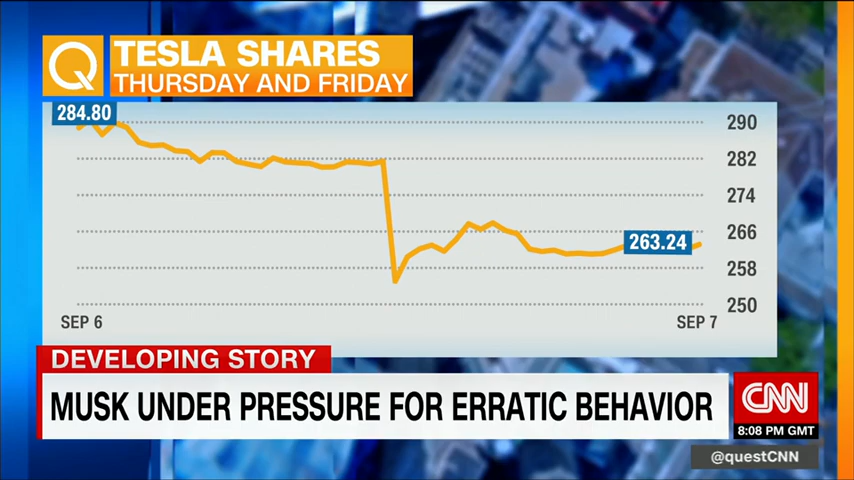 Q
TESLA SHARES
THURSDAY AND FRIDAY
284.80
290
282
274
266
263.24
258
250
SEP 6
SEP 7
DEVELOPING STORY
MUSK UNDER PRESSURE FOR ERRATIC BEHAVIOR
CNN
8:08 PM GMT
@questCNN